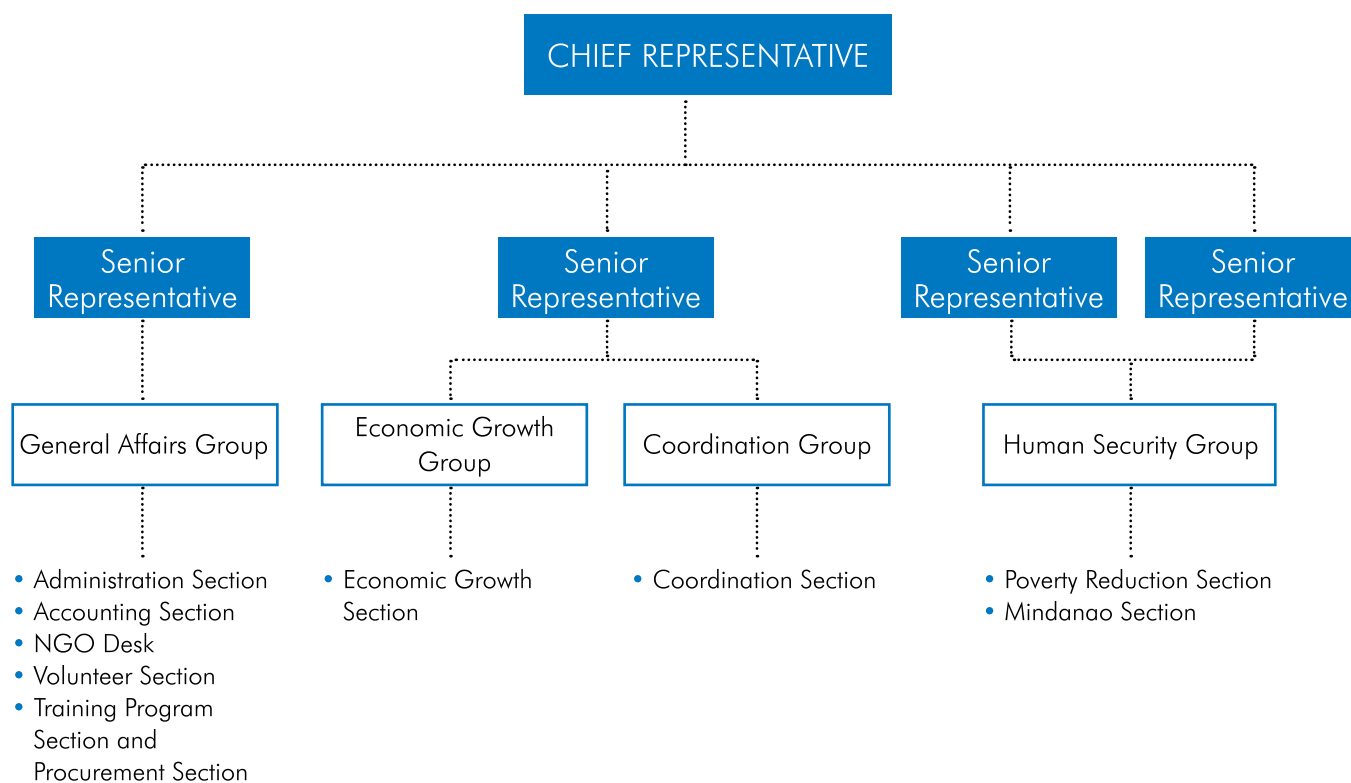 CHIEF REPRESENTATIVE
Senior
Representative
Senior
Representative
Senior
Representative
Senior
Representative
General Affairs Group
Economic Growth
Group
Coordination Group
Human Security Group
• Administration Section
• Accounting Section
• NGO Desk
• Volunteer Section
• Training Program
Section and
Procurement Section
• Economic Growth
Section
• Coordination Section
• Poverty Reduction Section
• Mindanao Section